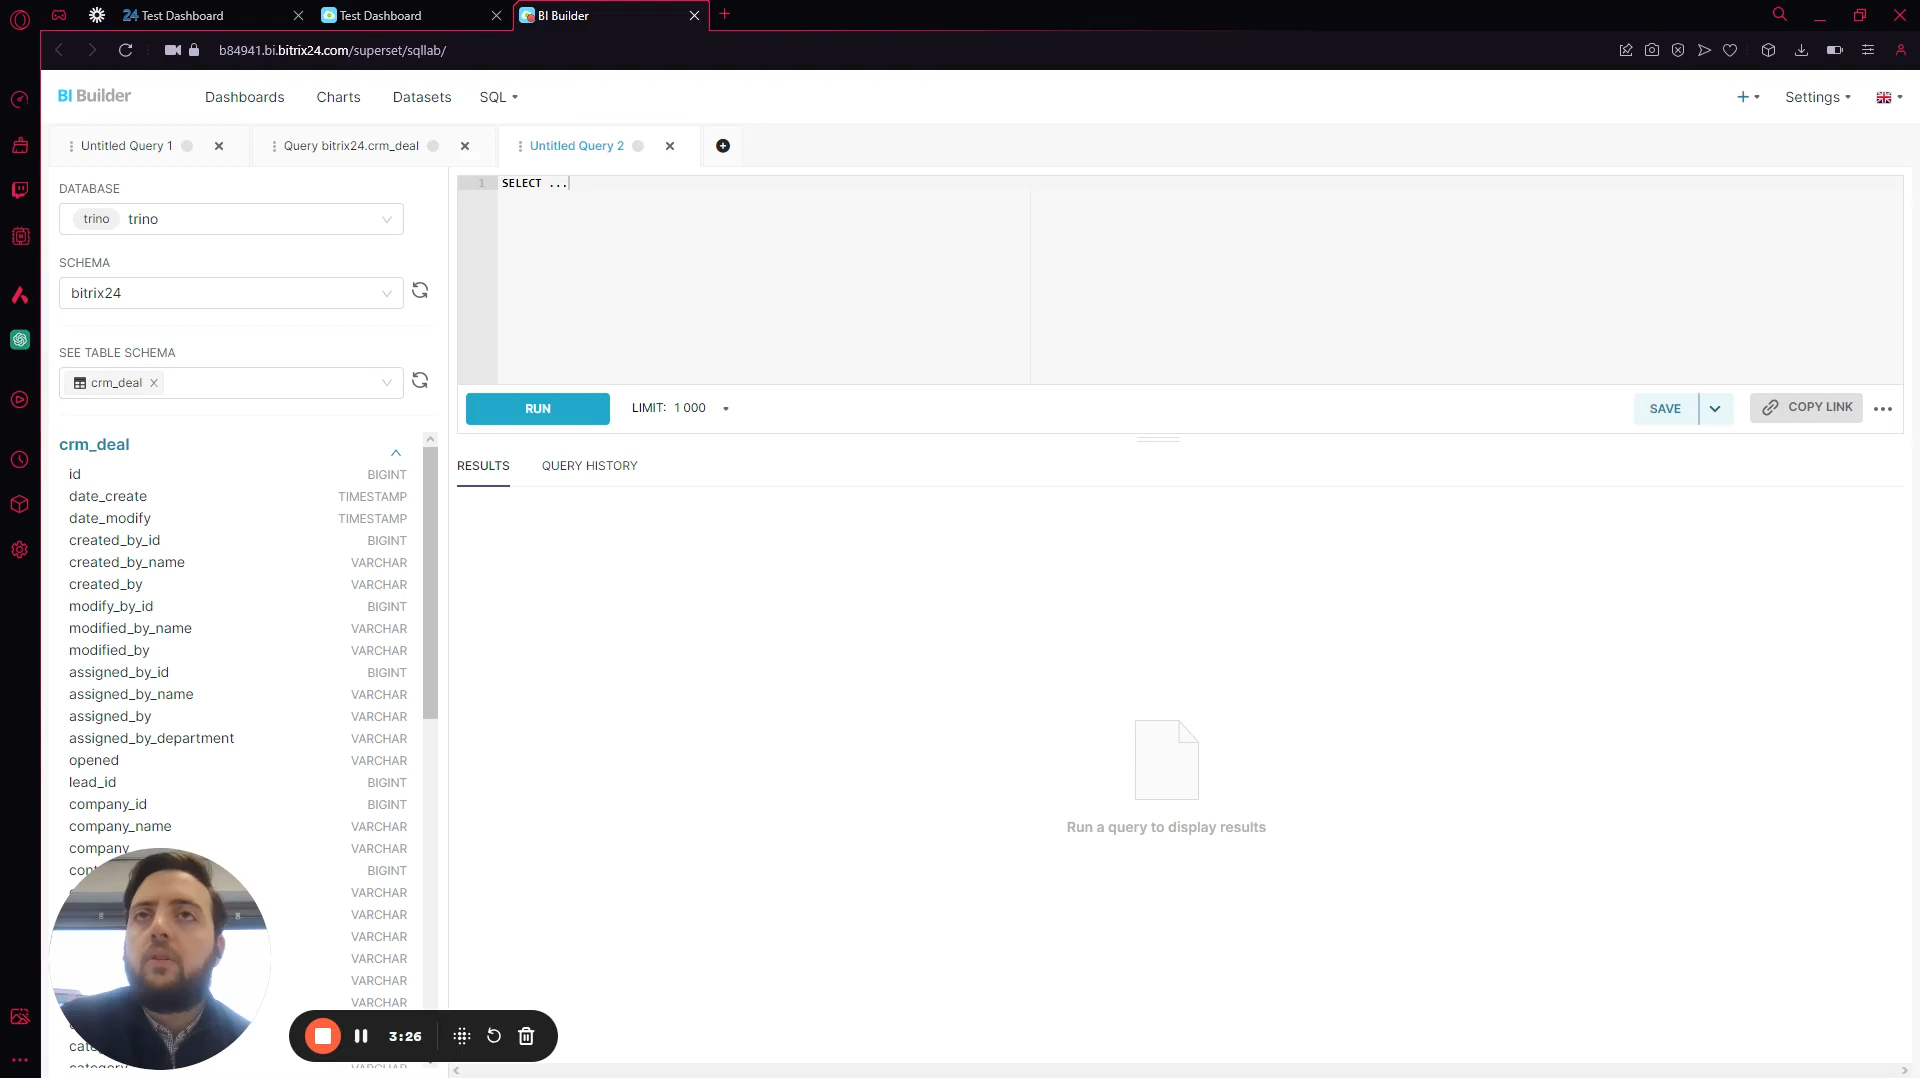 24 Test Dashboard
Test Dashboard
BI Builder
b84941.bi.bitrix24.com/superset/sqllab/
BI Builder
Dashboards
Charts
Datasets
SQL
Settings
Untitled Query 1
Query bitrix24.crm_deal
Untitled Query 2
DATABASE
trino trino
SCHEMA
bitrix24
SEE TABLE SCHEMA
crm_deal
1 SELECT ...
RUN
LIMIT: 1 000
SAVE
COPY LINK
RESULTS
QUERY HISTORY
Run a query to display results
crm_deal
id BIGINT
date_create TIMESTAMP
date_modify TIMESTAMP
created_by_id BIGINT
created_by_name VARCHAR
created_by VARCHAR
modify_by_id BIGINT
modified_by_name VARCHAR
modified_by VARCHAR
assigned_by_id BIGINT
assigned_by_name VARCHAR
assigned_by VARCHAR
assigned_by_department VARCHAR
opened VARCHAR
lead_id BIGINT
company_id BIGINT
company_name VARCHAR
company VARCHAR
BIGINT
VARCHAR
VARCHAR
VARCHAR
VARCHAR
VARCHAR
VARCHAR
3:26